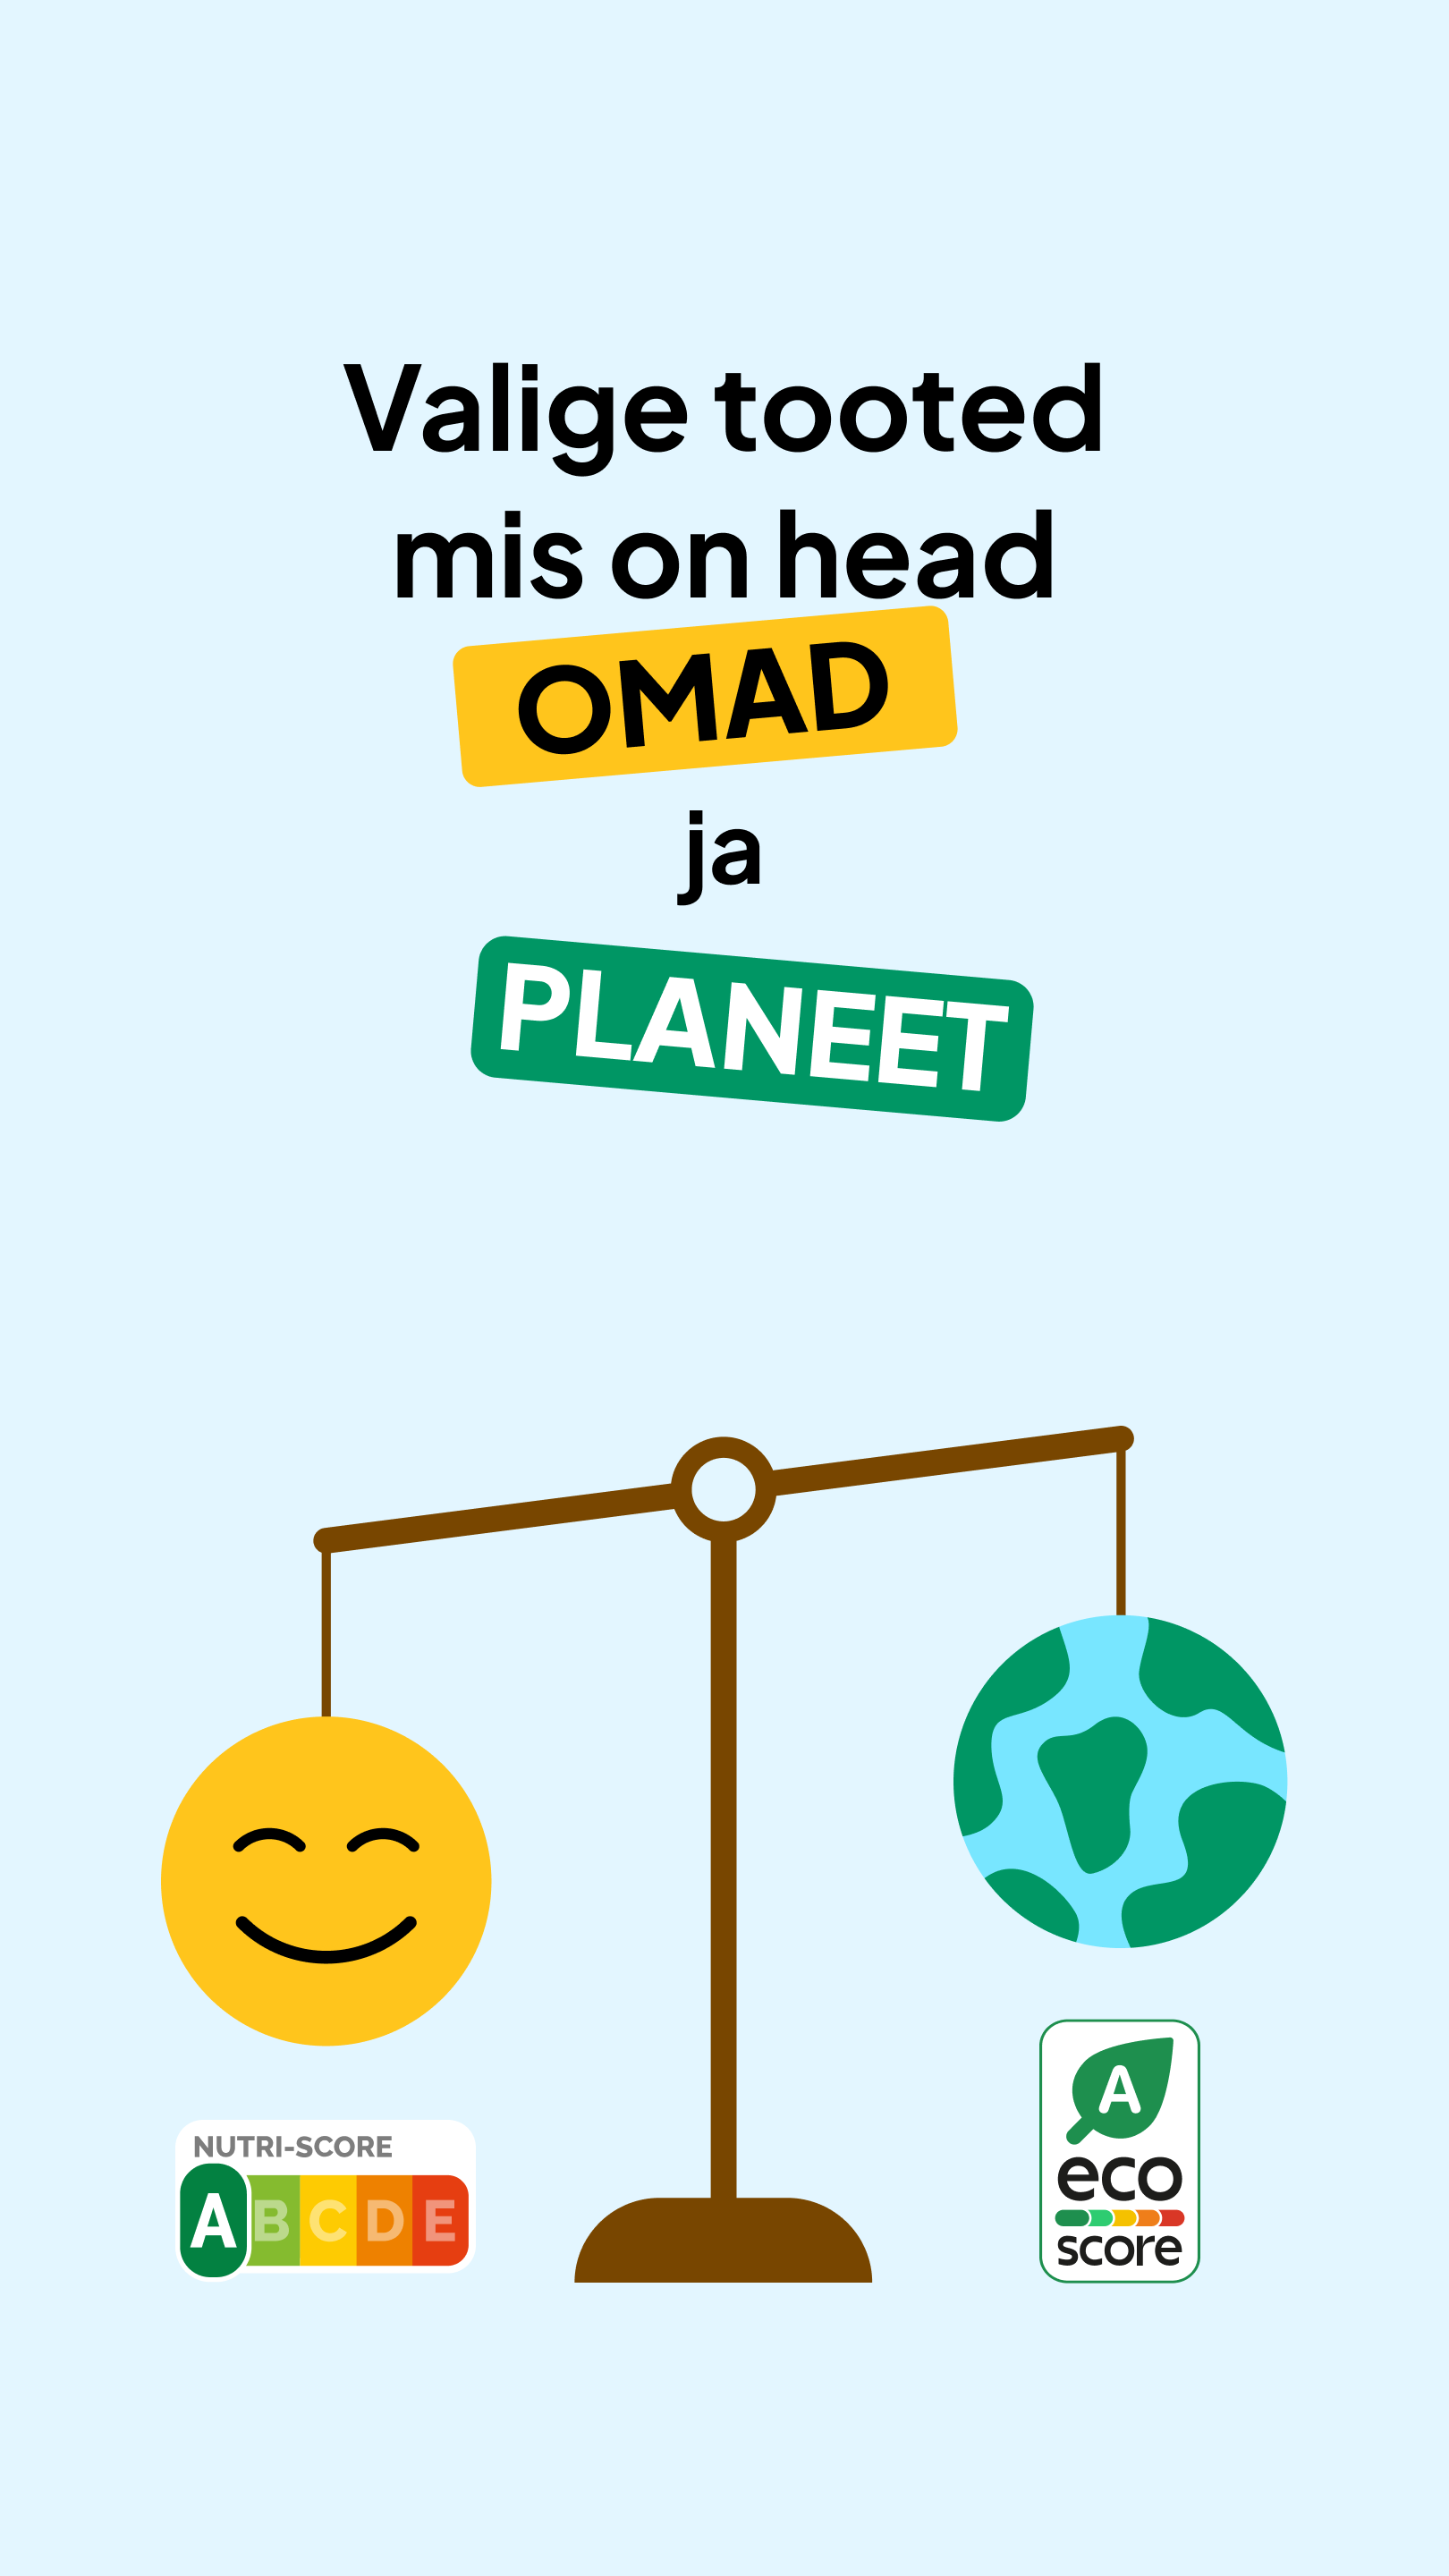 Valige tooted
mis on head
OMAD
ja
PLANEET
NUTRI-SCORE
A B C D E
A
eco
score